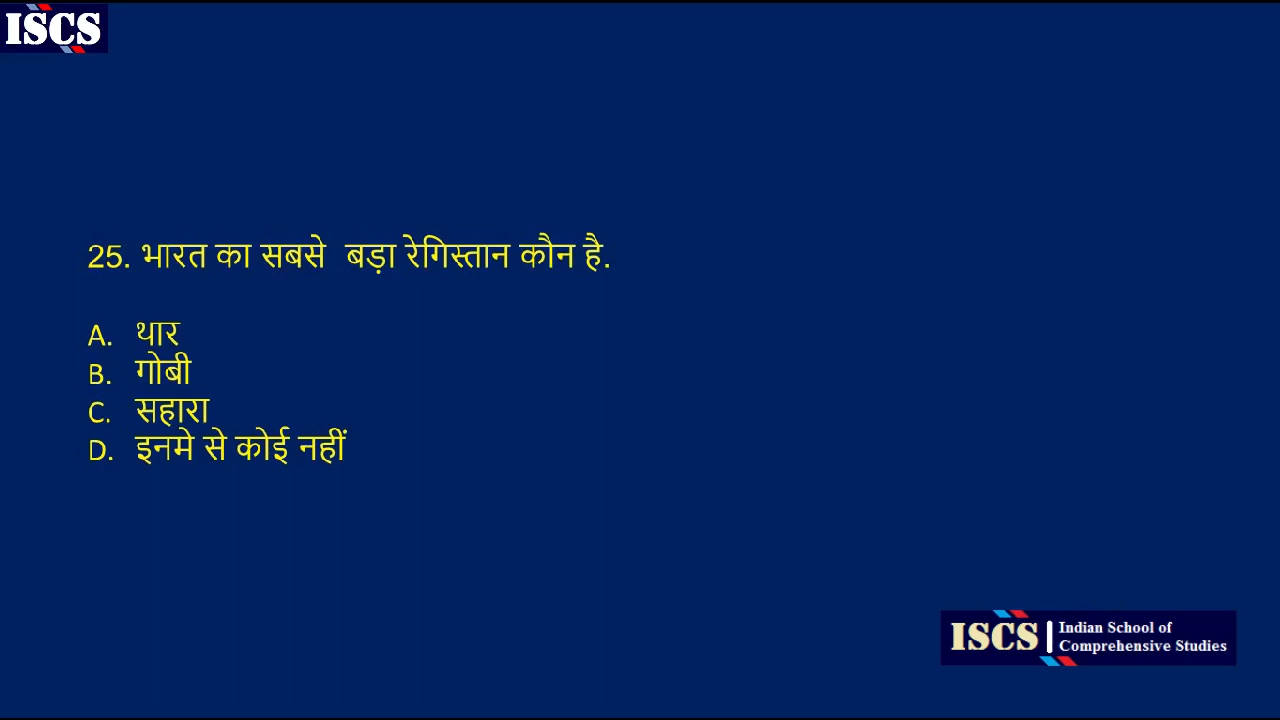 ISCS
25. भारत का सबसे  बड़ा रेगिस्तान कौन है.
A. थार
B. गोबी
C. सहारा
D. इनमे से कोई नहीं
ISCS
Indian School of
Comprehensive Studies